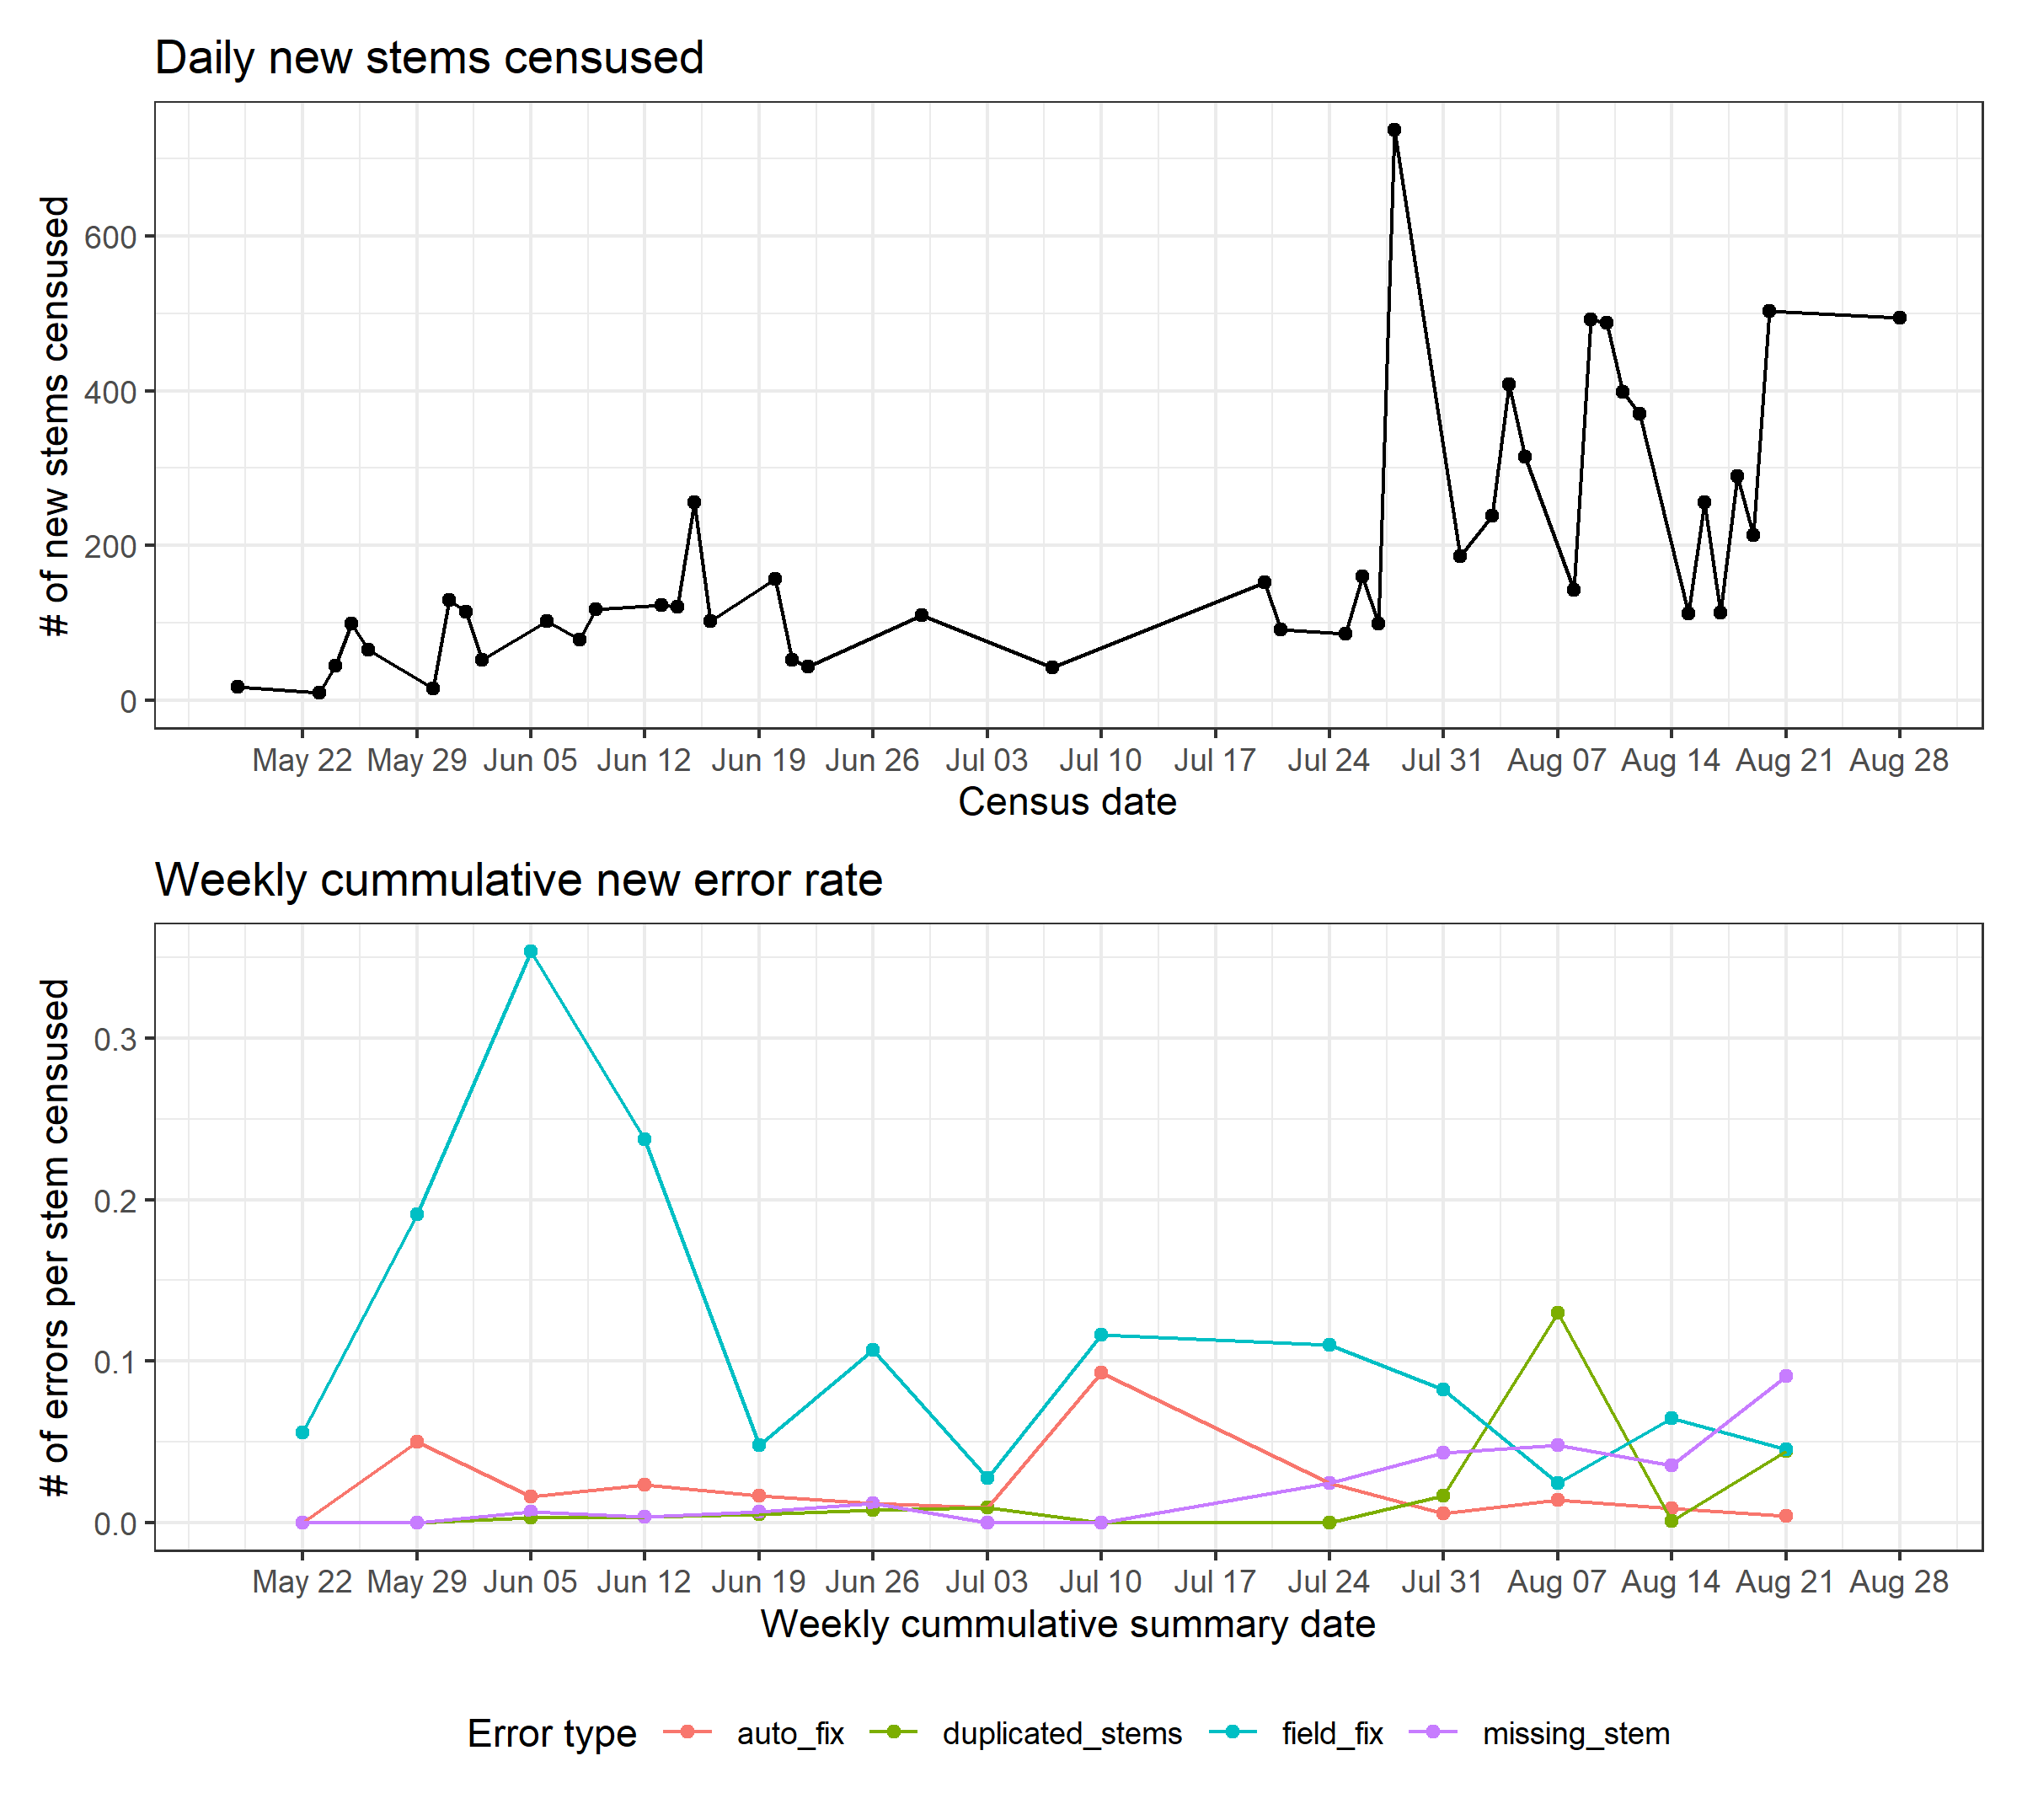 Daily new stems censused
# of new stems censused
600
400
200
0
May 22 May 29 Jun 05 Jun 12 Jun 19 Jun 26 Jul 03 Jul 10 Jul 17 Jul 24 Jul 31 Aug 07 Aug 14 Aug 21 Aug 28
Census date
Weekly cummulative new error rate
# of errors per stem censused
0.3
0.2
0.1
0.0
May 22 May 29 Jun 05 Jun 12 Jun 19 Jun 26 Jul 03 Jul 10 Jul 17 Jul 24 Jul 31 Aug 07 Aug 14 Aug 21 Aug 28
Weekly cummulative summary date
Error type auto_fix duplicated_stems field_fix missing_stem